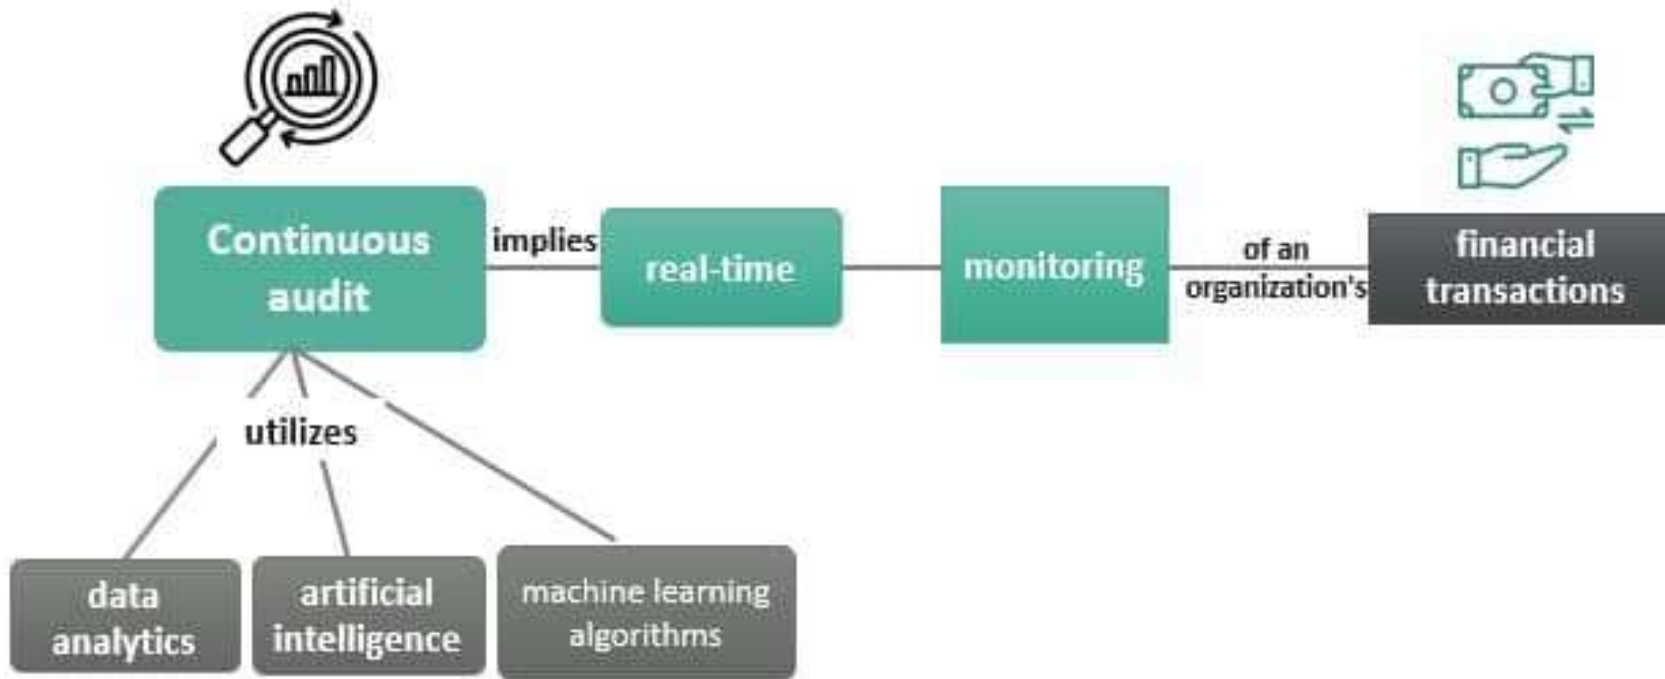 Continuous
audit
implies
real-time
monitoring
of an
organization's
financial
transactions
utilizes
data
analytics
artificial
intelligence
machine learning
algorithms